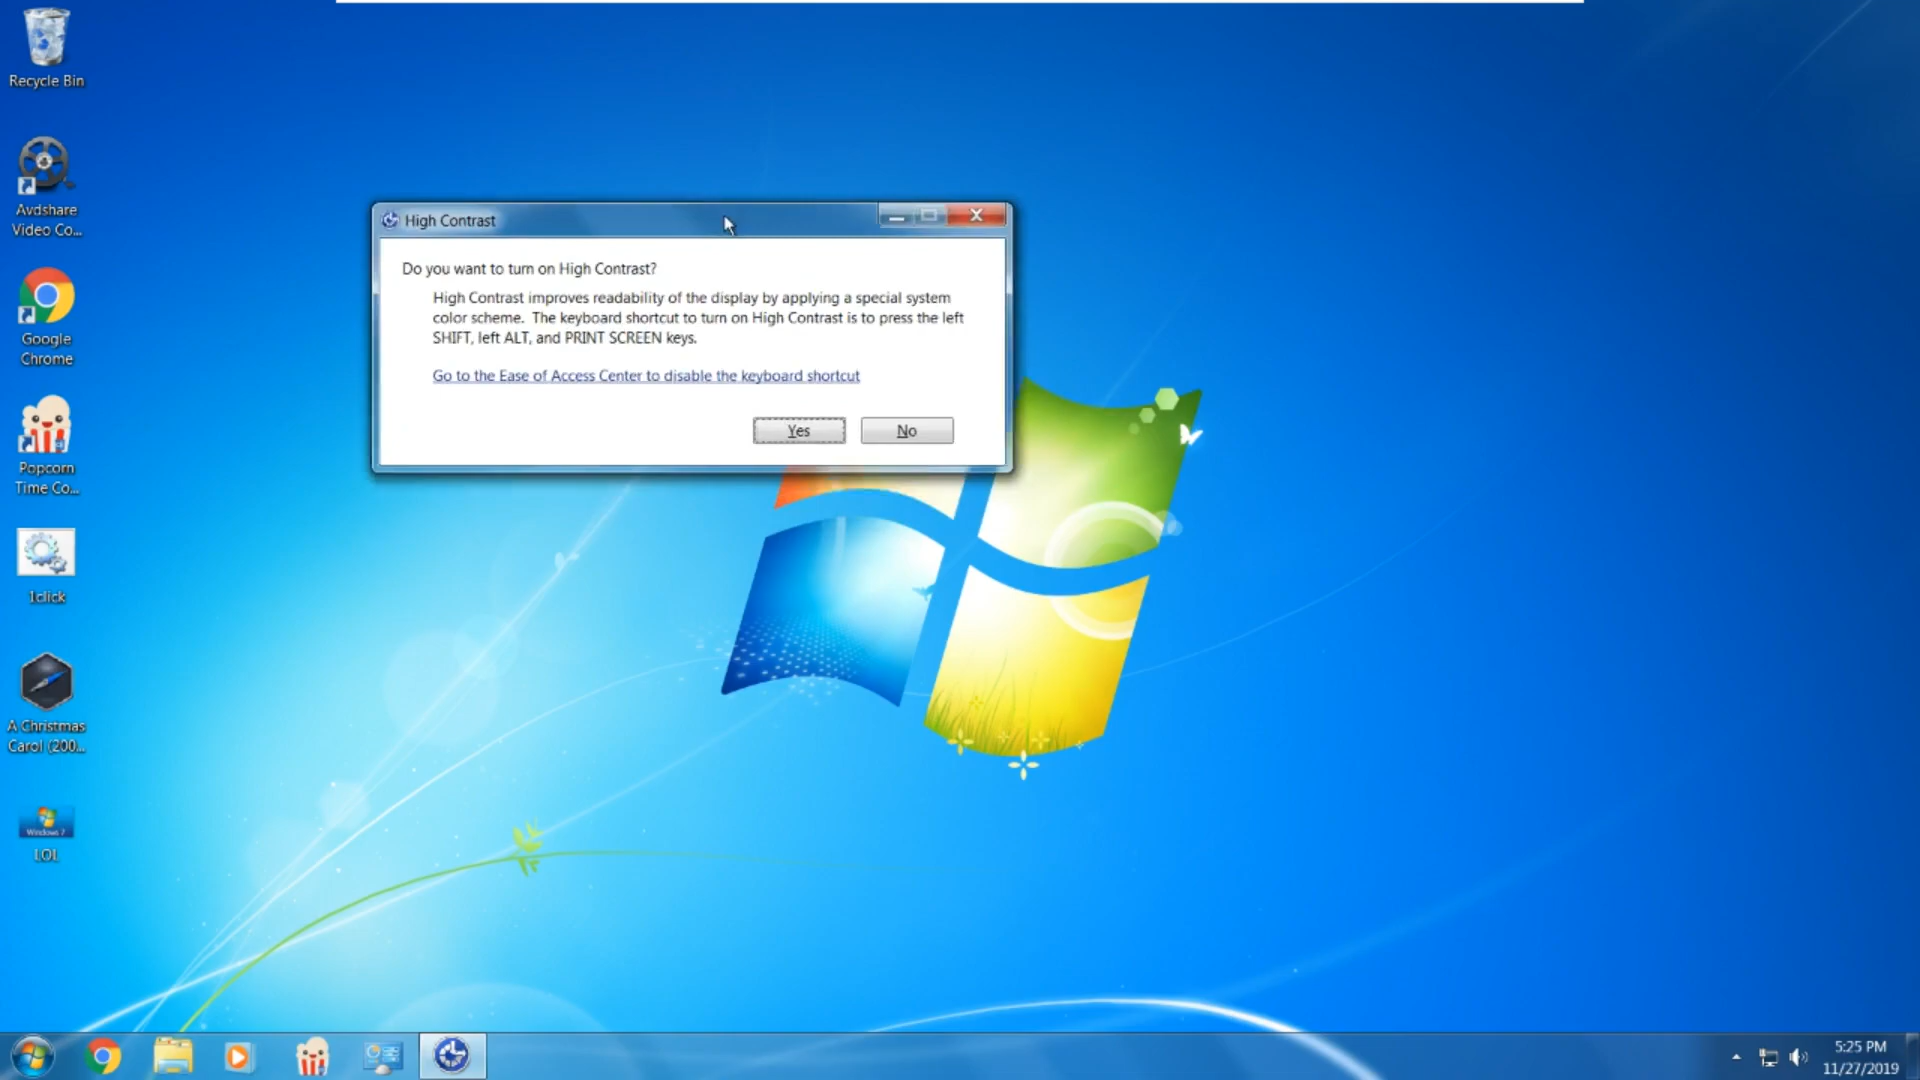 Recycle Bin
Avdshare
Video Co...
Google
Chrome
Popcorn
Time Co...
1click
A Christmas
Carol (200...
Windows 7
LOL
High Contrast
Do you want to turn on High Contrast?
High Contrast improves readability of the display by applying a special system
color scheme. The keyboard shortcut to turn on High Contrast is to press the left
SHIFT, left ALT, and PRINT SCREEN keys.
Go to the Ease of Access Center to disable the keyboard shortcut
Yes
No
5:25 PM
11/27/2019